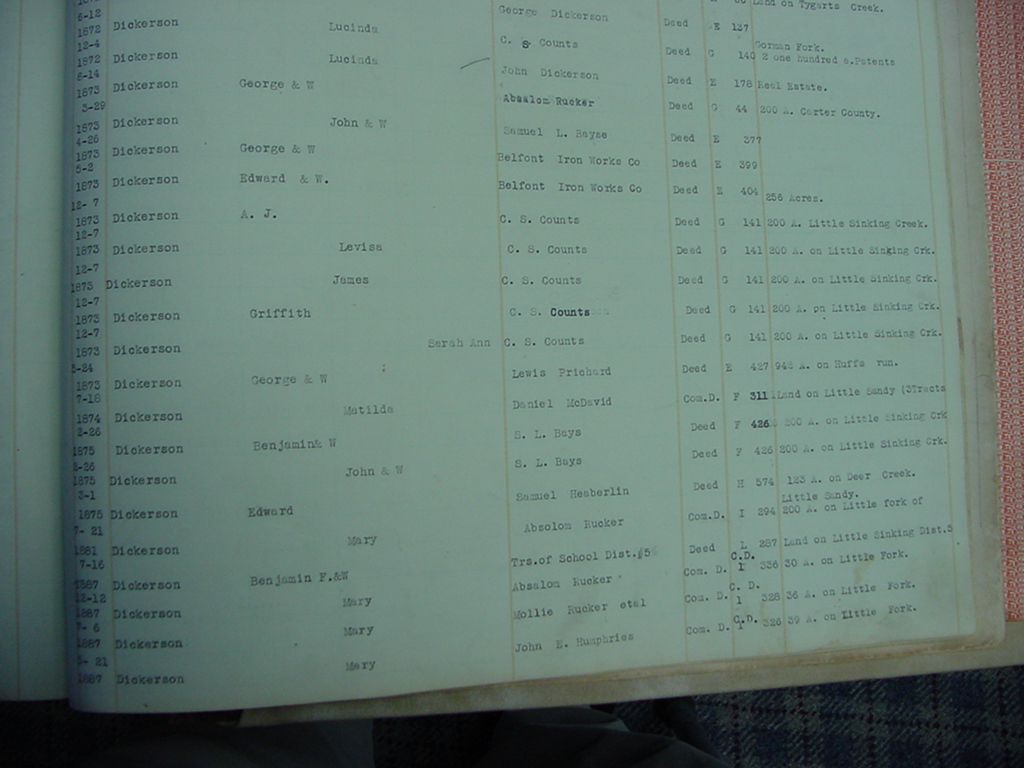 George Dickerson Deed E 137 Land on Tygarts Creek.
6-12
1872 Dickerson Lucinda C. S. Counts Deed G 140 Gorman Fork.
2 one hundred a.Patents
12-4
1872 Dickerson Lucinda John Dickerson Deed E 178 Real Estate.
6-14
1873 Dickerson George & W Absalom Rucker Deed G 44 200 A. Carter County.
3-29
1873 Dickerson John & W Samuel L. Bayse Deed E 377
4-26
1873 Dickerson George & W Belfont Iron Works Co Deed E 399
5-2
1873 Dickerson Edward & W. Belfont Iron Works Co Deed E 404 256 Acres.
12- 7
1873 Dickerson A. J. C. S. Counts Deed G 141 200 A. Little Sinking Creek.
12-7
1873 Dickerson Levisa C. S. Counts Deed G 141 200 A. on Little Sinking Crk.
12-7
1873 Dickerson James C. S. Counts Deed G 141 200 A. on Little Sinking Crk.
12-7
1873 Dickerson Griffith C. S. Counts Deed G 141 200 A. on Little Sinking Crk.
12-7
1873 Dickerson Sarah Ann C. S. Counts Deed G 141 200 A. on Little Sinking Crk.
3-24
1873 Dickerson George & W Lewis Prichard Deed E 427 94 A. on Huffs run.
7-18
1874 Dickerson Matilda Daniel McDavid Com.D. F 311 Land on Little Sandy (3Tracts
2-26
1875 Dickerson Benjamin& W S. L. Bays Deed F 426 200 A. on Little Sinking Crk
2-26
1875 Dickerson John & W S. L. Bays Deed F 426 200 A. on Little Sinking Crk.
3-1
1875 Dickerson Edward Samuel Heaberlin Deed H 574 123 A. on Deer Creek.
Little Sandy.
7- 21
1881 Dickerson Mary Absolom Rucker Com.D. I 294 200 A. on Little fork of
7-16
1887 Dickerson Benjamin F.&W Trs.of School Dist.#5 Deed L 287 Land on Little Sinking Dist.5
12-12
1887 Dickerson Mary Absalom Rucker Com. D. C.D. 1 336 30 A. on Little Fork.
7- 6
1887 Dickerson Mary Mollie Rucker etal Com. D. C. D. 1 328 36 A. on Little Fork.
5- 21
1887 Dickerson Mary John E. Humphries Com. D. C.D. 1 326 39 A. on Little Fork.